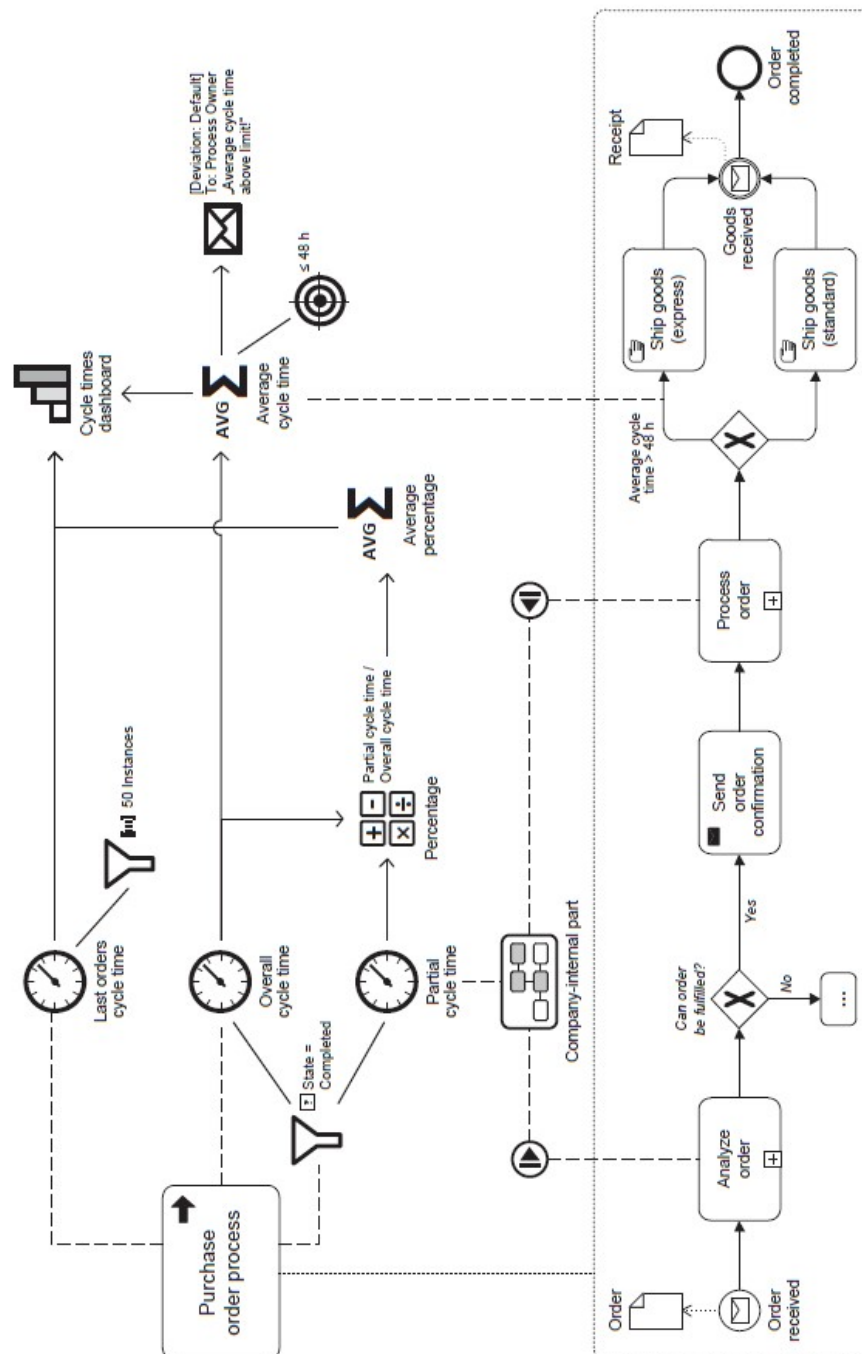 [Deviation: Default]
To: Process Owner
„Average cycle time
above limit!"
Cycle times
dashboard
≤ 48 h
AVG
Average
cycle time
50 Instances
Last orders
cycle time
AVG
Average
percentage
Overall
cycle time
Partial cycle time /
Overall cycle time
Percentage
State =
Completed
Partial
cycle time
Purchase
order process
Company-internal part
Order
Order
received
Analyze
order
Can order
be fulfilled?
Yes
No
...
Send
order
confirmation
Process
order
Average cycle
time > 48 h
Ship goods
(express)
Ship goods
(standard)
Goods
received
Receipt
Order
completed